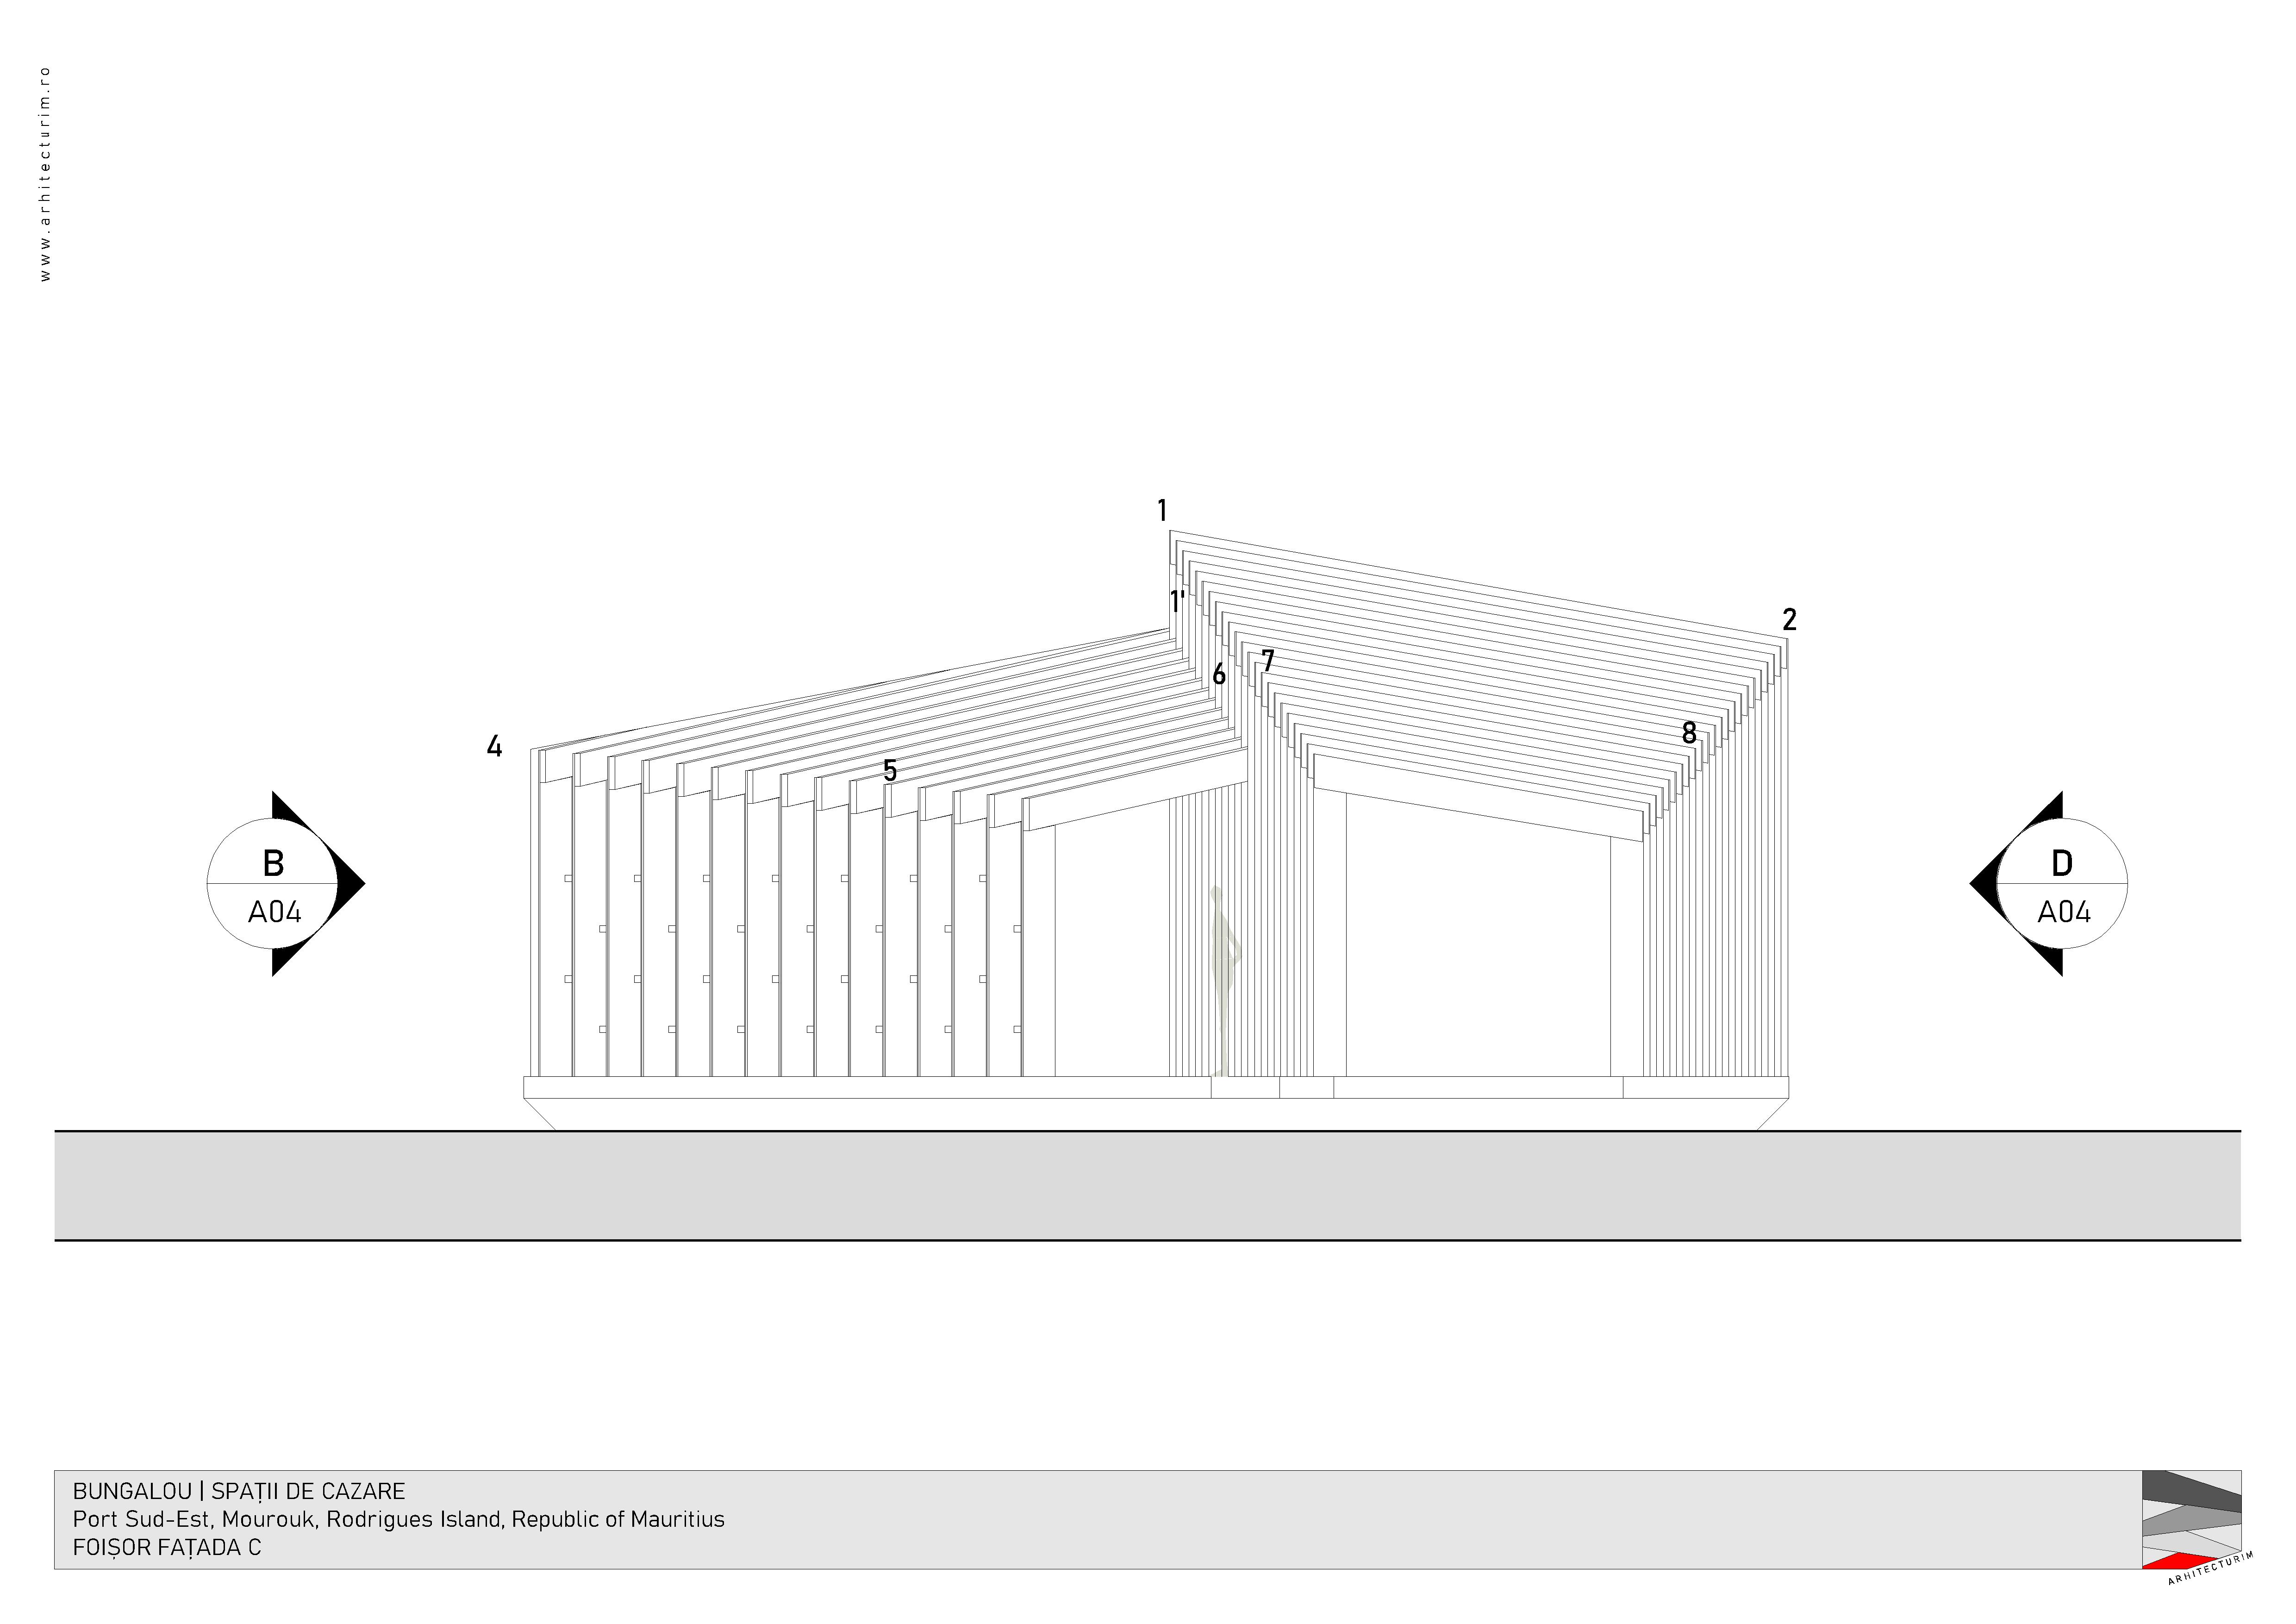 www.arhitecturim.ro
1
1'
2
6
7
4
5
8
B
A04
D
A04
BUNGALOU | SPAȚII DE CAZARE
Port Sud-Est, Mourouk, Rodrigues Island, Republic of Mauritius
FOIȘOR FAȚADA C
ARHITECTURIM